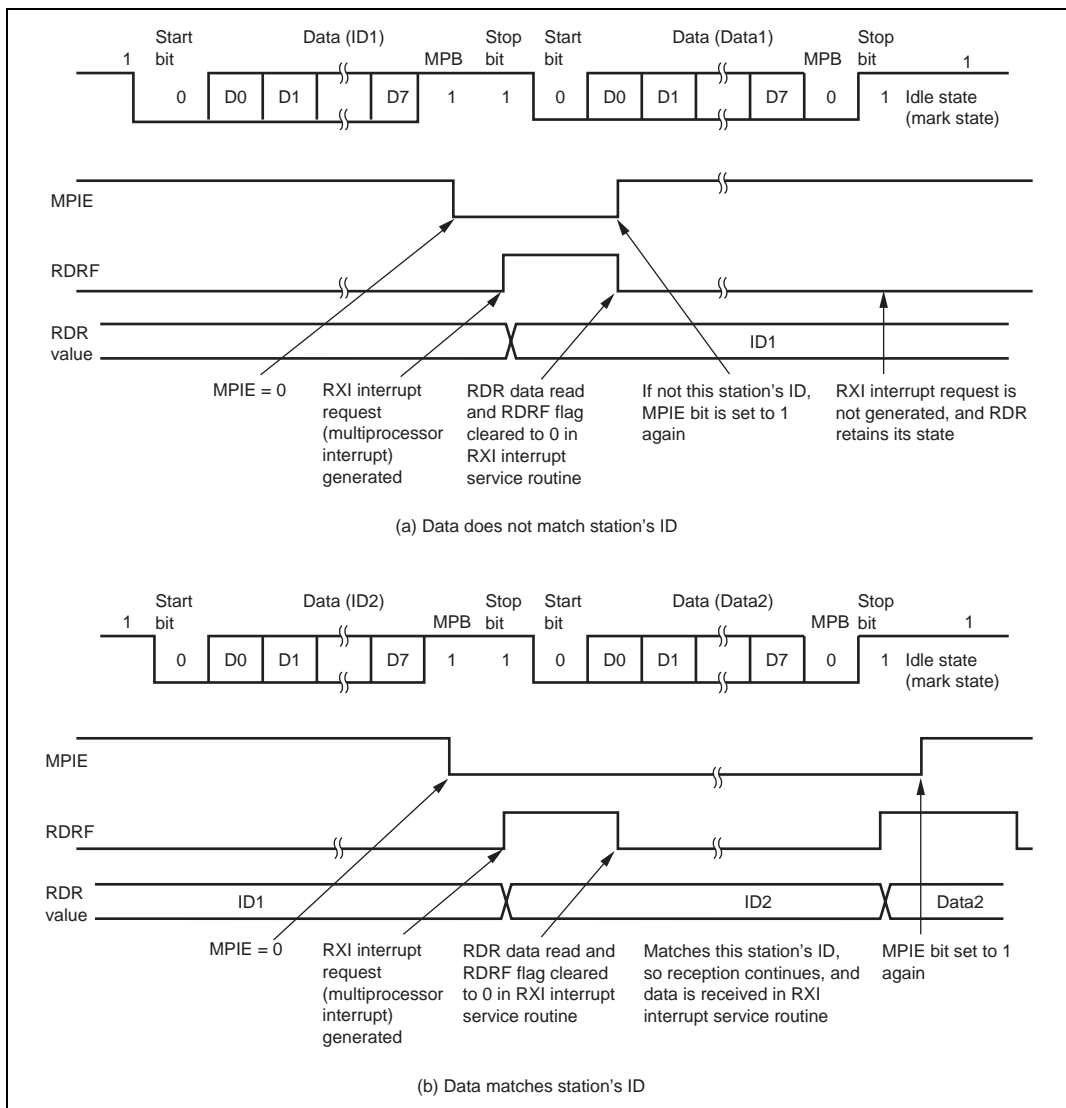 Start bit Data (ID1) MPB Stop bit Start bit Data (Data1) MPB Stop bit
1 0 D0 D1 D7 1 1 0 D0 D1 D7 0 1 1
Idle state
(mark state)
MPIE
RDRF
RDR
value
ID1
MPIE = 0
RXI interrupt
request
(multiprocessor
interrupt)
generated
RDR data read
and RDRF flag
cleared to 0 in
RXI interrupt
service routine
If not this station's ID,
MPIE bit is set to 1
again
RXI interrupt request is
not generated, and RDR
retains its state
(a) Data does not match station's ID
Start bit Data (ID2) MPB Stop bit Start bit Data (Data2) MPB Stop bit
1 0 D0 D1 D7 1 1 0 D0 D1 D7 0 1 1
Idle state
(mark state)
MPIE
RDRF
RDR
value
ID1 ID2 Data2
MPIE = 0
RXI interrupt
request
(multiprocessor
interrupt)
generated
RDR data read and
RDRF flag cleared
to 0 in RXI interrupt
service routine
Matches this station's ID,
so reception continues, and
data is received in RXI
interrupt service routine
MPIE bit set to 1
again
(b) Data matches station's ID